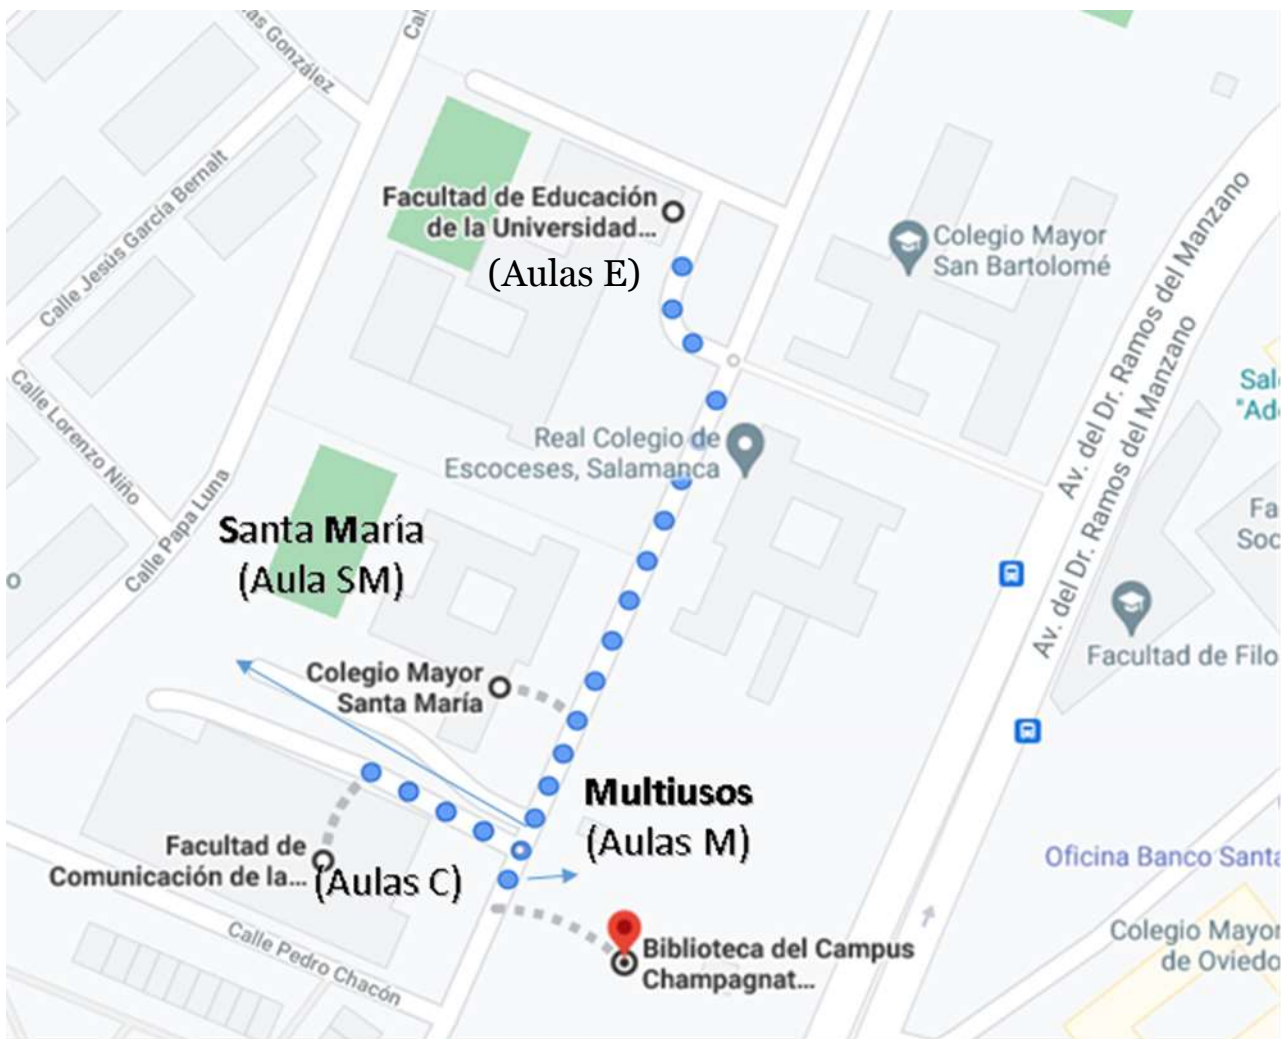 González
Calle Jesús García Bernalt
Facultad de Educación
de la Universidad...
(Aulas E)
Colegio Mayor
San Bartolomé
Av. del Dr. Ramos del Manzano
Av. del Dr. Ramos del Manzano
Calle Lorenzo Niño
Real Colegio de
Escoceses, Salamanca
Calle Papa Luna
Santa María
(Aula SM)
Facultad de Filo
Colegio Mayor
Santa María
Multiusos
(Aulas M)
Facultad de
Comunicación de la...
(Aulas C)
Oficina Banco Santa
Calle Pedro Chacón
Biblioteca del Campus
Champagnat...
Colegio Mayor
de Oviedo